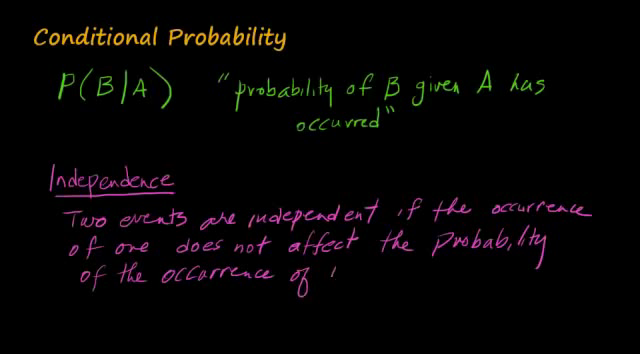 Conditional Probability
P(B/A) "probability of B given A has
occurred"
Independence
Two events are independent if the occurrence
of one does not affect the probability
of the occurrence of